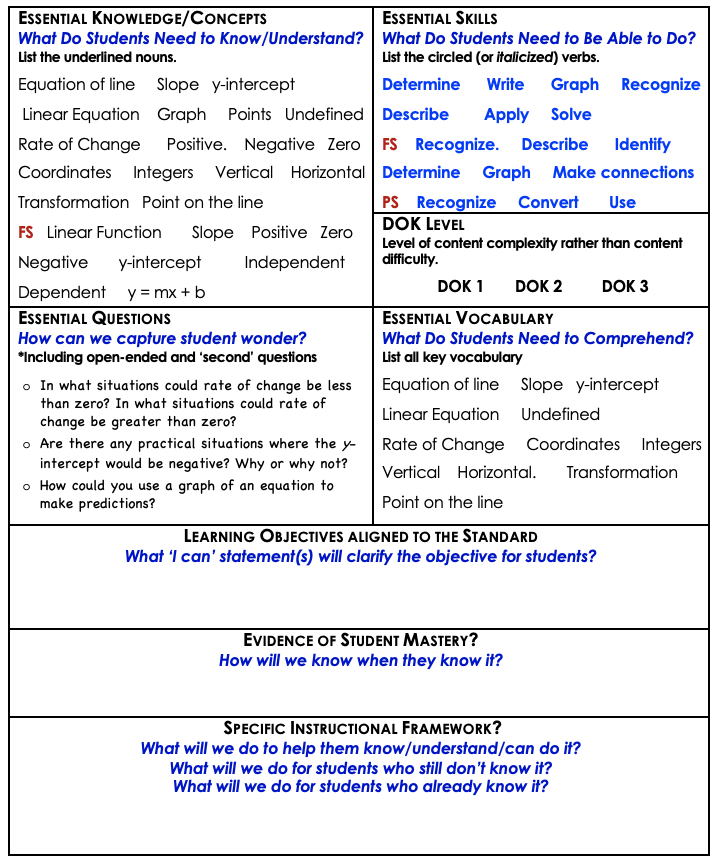 ESSENTIAL KNOWLEDGE/CONCEPTS
What Do Students Need to Know/Understand?
List the underlined nouns.
Equation of line Slope y-intercept
Linear Equation Graph Points Undefined
Rate of Change Positive. Negative Zero
Coordinates Integers Vertical Horizontal
Transformation Point on the line
FS Linear Function Slope Positive Zero
Negative y-intercept Independent
Dependent y = mx + b
ESSENTIAL SKILLS
What Do Students Need to Be Able to Do?
List the circled (or italicized) verbs.
Determine Write Graph Recognize
Describe Apply Solve
FS Recognize. Describe Identify
Determine Graph Make connections
PS Recognize Convert Use
DOK LEVEL
Level of content complexity rather than content
difficulty.
DOK 1 DOK 2 DOK 3
ESSENTIAL QUESTIONS
How can we capture student wonder?
*Including open-ended and ‘second’ questions
o In what situations could rate of change be less
than zero? In what situations could rate of
change be greater than zero?
o Are there any practical situations where the y-
intercept would be negative? Why or why not?
o How could you use a graph of an equation to
make predictions?
ESSENTIAL VOCABULARY
What Do Students Need to Comprehend?
List all key vocabulary
Equation of line Slope y-intercept
Linear Equation Undefined
Rate of Change Coordinates Integers
Vertical Horizontal. Transformation
Point on the line
LEARNING OBJECTIVES ALIGNED TO THE STANDARD
What ‘I can’ statement(s) will clarify the objective for students?
EVIDENCE OF STUDENT MASTERY?
How will we know when they know it?
SPECIFIC INSTRUCTIONAL FRAMEWORK?
What will we do to help them know/understand/can do it?
What will we do for students who still don’t know it?
What will we do for students who already know it?